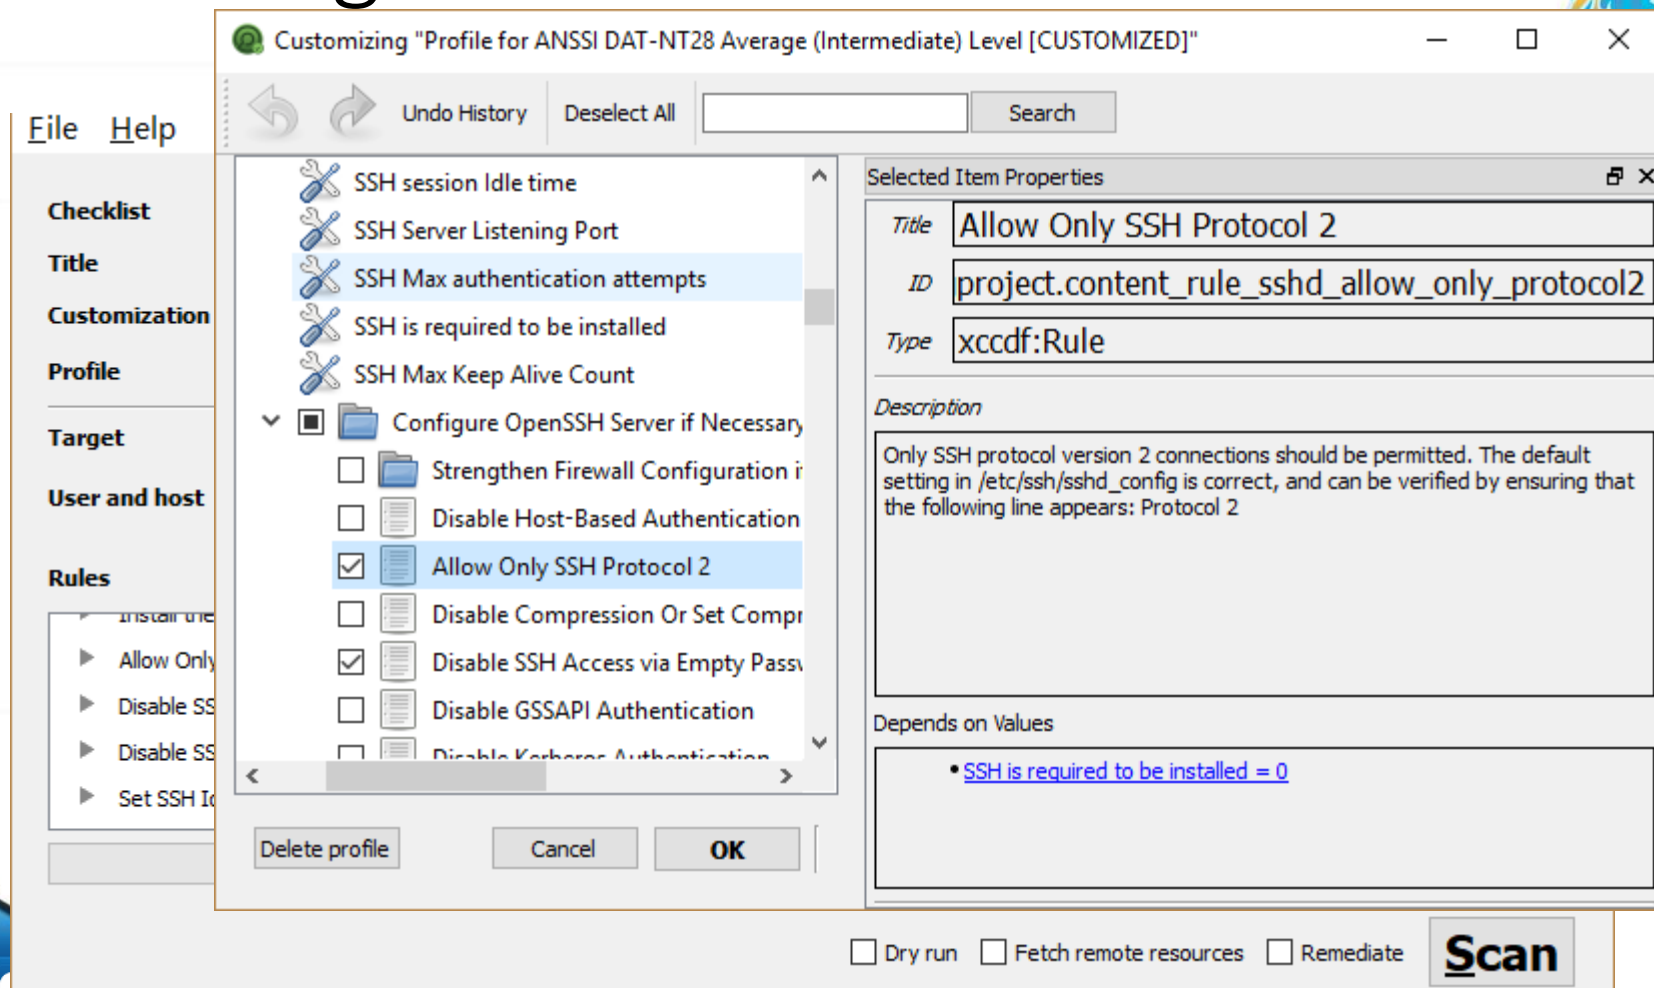 Customizing "Profile for ANSSI DAT-NT28 Average (Intermediate) Level [CUSTOMIZED]"
Undo History
Deselect All
Search
File Help
Checklist
Title
Customization
Profile
Target
User and host
Rules
Allow Only
Disable SS
Disable SS
Set SSH Id
SSH session Idle time
SSH Server Listening Port
SSH Max authentication attempts
SSH is required to be installed
SSH Max Keep Alive Count
Configure OpenSSH Server if Necessary
Strengthen Firewall Configuration i
Disable Host-Based Authentication
Allow Only SSH Protocol 2
Disable Compression Or Set Compr
Disable SSH Access via Empty Passw
Disable GSSAPI Authentication
Disable Kerberos Authentication
Delete profile
Cancel
OK
Selected Item Properties
Title Allow Only SSH Protocol 2
ID project.content_rule_sshd_allow_only_protocol2
Type xccdf:Rule
Description
Only SSH protocol version 2 connections should be permitted. The default
setting in /etc/ssh/sshd_config is correct, and can be verified by ensuring that
the following line appears: Protocol 2
Depends on Values
• SSH is required to be installed = 0
Dry run Fetch remote resources Remediate Scan